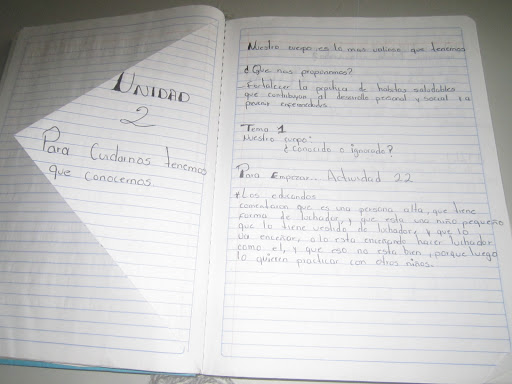 UNIDAD
2
Para Cuidarnos tenemos
que conocernos.
Nuestro cuerpo es lo mas valioso que tenemos
¿Que nos proponemos?
Fortalecer la practica de habitos saludables
que contribuyan al desarrollo personal y social y a
prevenir enfermedades
Tema 1
Nuestro cuerpo:
¿Conocido o ignorado?
Para Empezar. Actividad 22
Los educandos
comentaron que es una persona alta, que tiene
forma de luchador, y que esta una niño pequeño
que lo tiene vestido de luchador, y que lo
va enseñar, o lo esta enseñando hacer luchador
como el, y que eso no esta bien, porque luego
lo quieren practicar con otros niños.